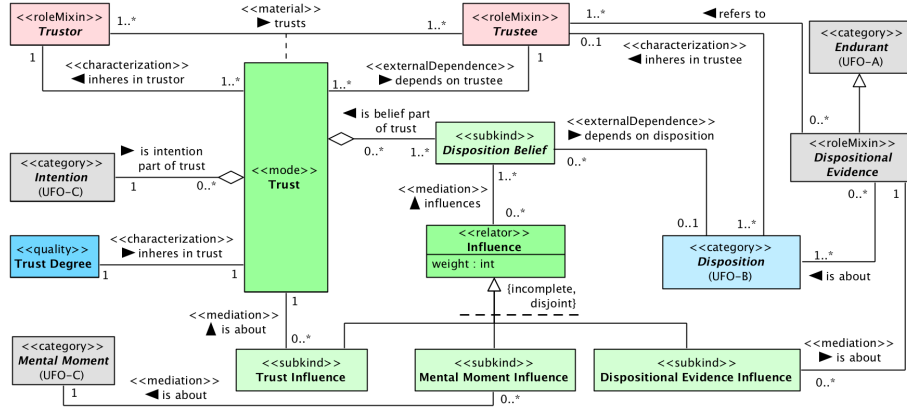 <<roleMixin>>
Trustor
1..*
<<material>>
► trusts
1..*
<<roleMixin>>
Trustee
1..*
◄ refers to
<<category>>
Endurant
(UFO-A)
1
<<characterization>>
◄ inheres in trustor
1..*
1..*
<<externalDependence>>
► depends on trustee
1
0..1
<<characterization>>
◄ inheres in trustee
<<mode>>
Trust
◄ is belief part
of trust
0..*
1..*
<<subkind>>
Disposition Belief
<<externalDependence>>
► depends on disposition
0..*
0..*
<<roleMixin>>
Dispositional
Evidence
<<category>>
Intention
(UFO-C)
► is intention
part of trust
1
0..*
<<mediation>>
▲ influences
1..*
0..*
0..*
1
<<quality>>
Trust Degree
<<characterization>>
► inheres in trust
1
1
<<relator>>
Influence
weight : int
0..1
1..*
<<category>>
Disposition
(UFO-B)
1..*
◄ is about
{incomplete,
disjoint}
1
<<mediation>>
▲ is about
0..*
<<category>>
Mental Moment
(UFO-C)
<<subkind>>
Trust Influence
<<subkind>>
Mental Moment Influence
<<subkind>>
Dispositional Evidence Influence
<<mediation>>
► is about
0..*
1
<<mediation>>
◄ is about
0..*